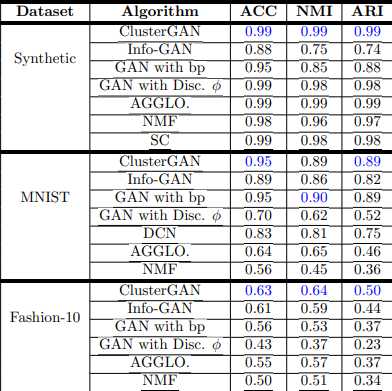 Dataset Algorithm ACC NMI ARI
Synthetic
ClusterGAN 0.99 0.99 0.99
Info-GAN 0.88 0.75 0.74
GAN with bp 0.95 0.85 0.88
GAN with Disc. ϕ 0.99 0.98 0.98
AGGLO. 0.99 0.99 0.99
NMF 0.98 0.96 0.97
SC 0.99 0.98 0.98
MNIST
ClusterGAN 0.95 0.89 0.89
Info-GAN 0.89 0.86 0.82
GAN with bp 0.95 0.90 0.89
GAN with Disc. ϕ 0.70 0.62 0.52
DCN 0.83 0.81 0.75
AGGLO. 0.64 0.65 0.46
NMF 0.56 0.45 0.36
Fashion-10
ClusterGAN 0.63 0.64 0.50
Info-GAN 0.61 0.59 0.44
GAN with bp 0.56 0.53 0.37
GAN with Disc. ϕ 0.43 0.37 0.23
AGGLO. 0.55 0.57 0.37
NMF 0.50 0.51 0.34